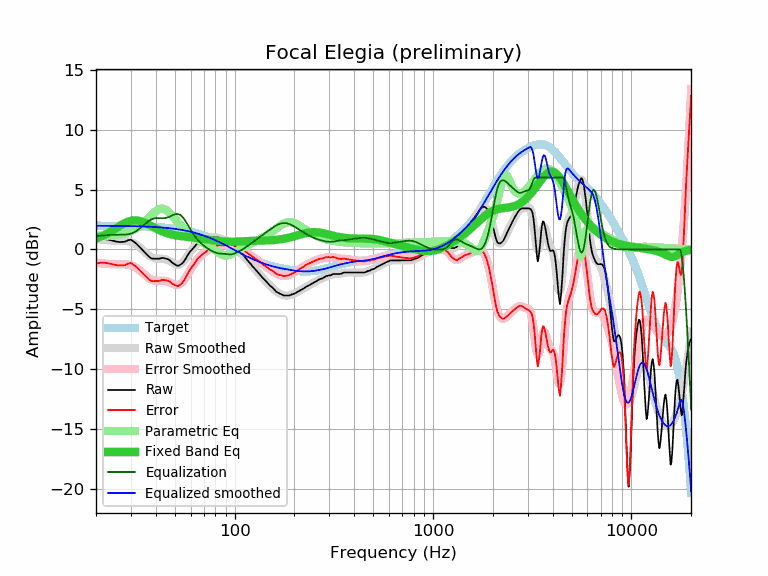 Focal Elegia (preliminary)
Amplitude (dBr)
15
10
5
0
−5
−10
−15
−20
Target
Raw Smoothed
Error Smoothed
Raw
Error
Parametric Eq
Fixed Band Eq
Equalization
Equalized smoothed
100
1000
10000
Frequency (Hz)